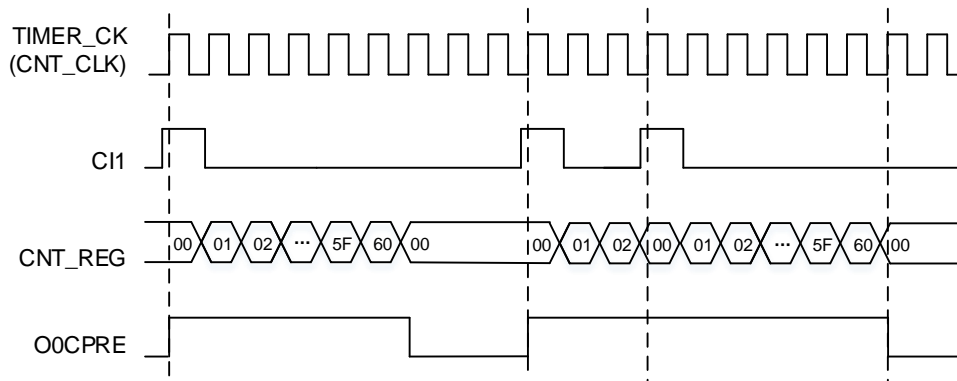 TIMER_CK
(CNT_CLK)
CI1
CNT_REG 00 01 02 ... 5F 60 00 00 01 02 00 01 02 ... 5F 60 00
O0CPRE